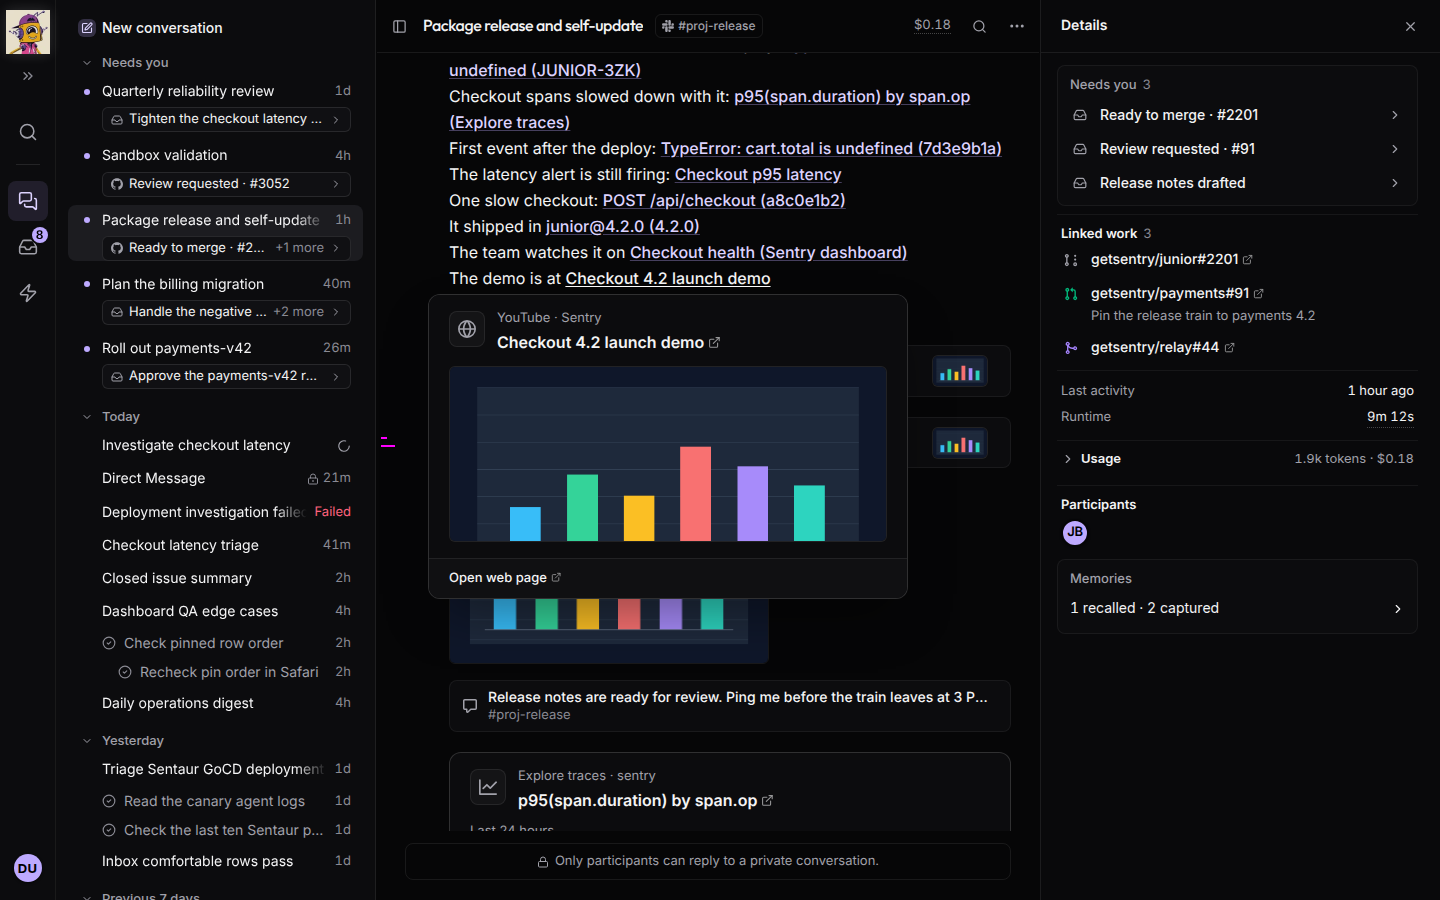 New conversation
Needs you
Quarterly reliability review 1d
Tighten the checkout latency ...
Sandbox validation 4h
Review requested · #3052
Package release and self-update 1h
Ready to merge · #2... +1 more
Plan the billing migration 40m
Handle the negative ... +2 more
Roll out payments-v42 26m
Approve the payments-v42 r...
Today
Investigate checkout latency
Direct Message 21m
Deployment investigation failed Failed
Checkout latency triage 41m
Closed issue summary 2h
Dashboard QA edge cases 4h
Check pinned row order 2h
Recheck pin order in Safari 2h
Daily operations digest 4h
Yesterday
Triage Sentaur GoCD deployment 1d
Read the canary agent logs 1d
Check the last ten Sentaur p... 1d
Inbox comfortable rows pass 1d
Previous 7 days
8
DU
Package release and self-update #proj-release $0.18
undefined (JUNIOR-3ZK)
Checkout spans slowed down with it: p95(span.duration) by span.op
(Explore traces)
First event after the deploy: TypeError: cart.total is undefined (7d3e9b1a)
The latency alert is still firing: Checkout p95 latency
One slow checkout: POST /api/checkout (a8c0e1b2)
It shipped in junior@4.2.0 (4.2.0)
The team watches it on Checkout health (Sentry dashboard)
The demo is at Checkout 4.2 launch demo
YouTube · Sentry
Checkout 4.2 launch demo
Open web page
Release notes are ready for review. Ping me before the train leaves at 3 P...
#proj-release
Explore traces · sentry
p95(span.duration) by span.op
Last 24 hours
Only participants can reply to a private conversation.
Details
Needs you 3
Ready to merge · #2201
Review requested · #91
Release notes drafted
Linked work 3
getsentry/junior#2201
getsentry/payments#91
Pin the release train to payments 4.2
getsentry/relay#44
Last activity 1 hour ago
Runtime 9m 12s
Usage 1.9k tokens · $0.18
Participants
JB
Memories
1 recalled · 2 captured